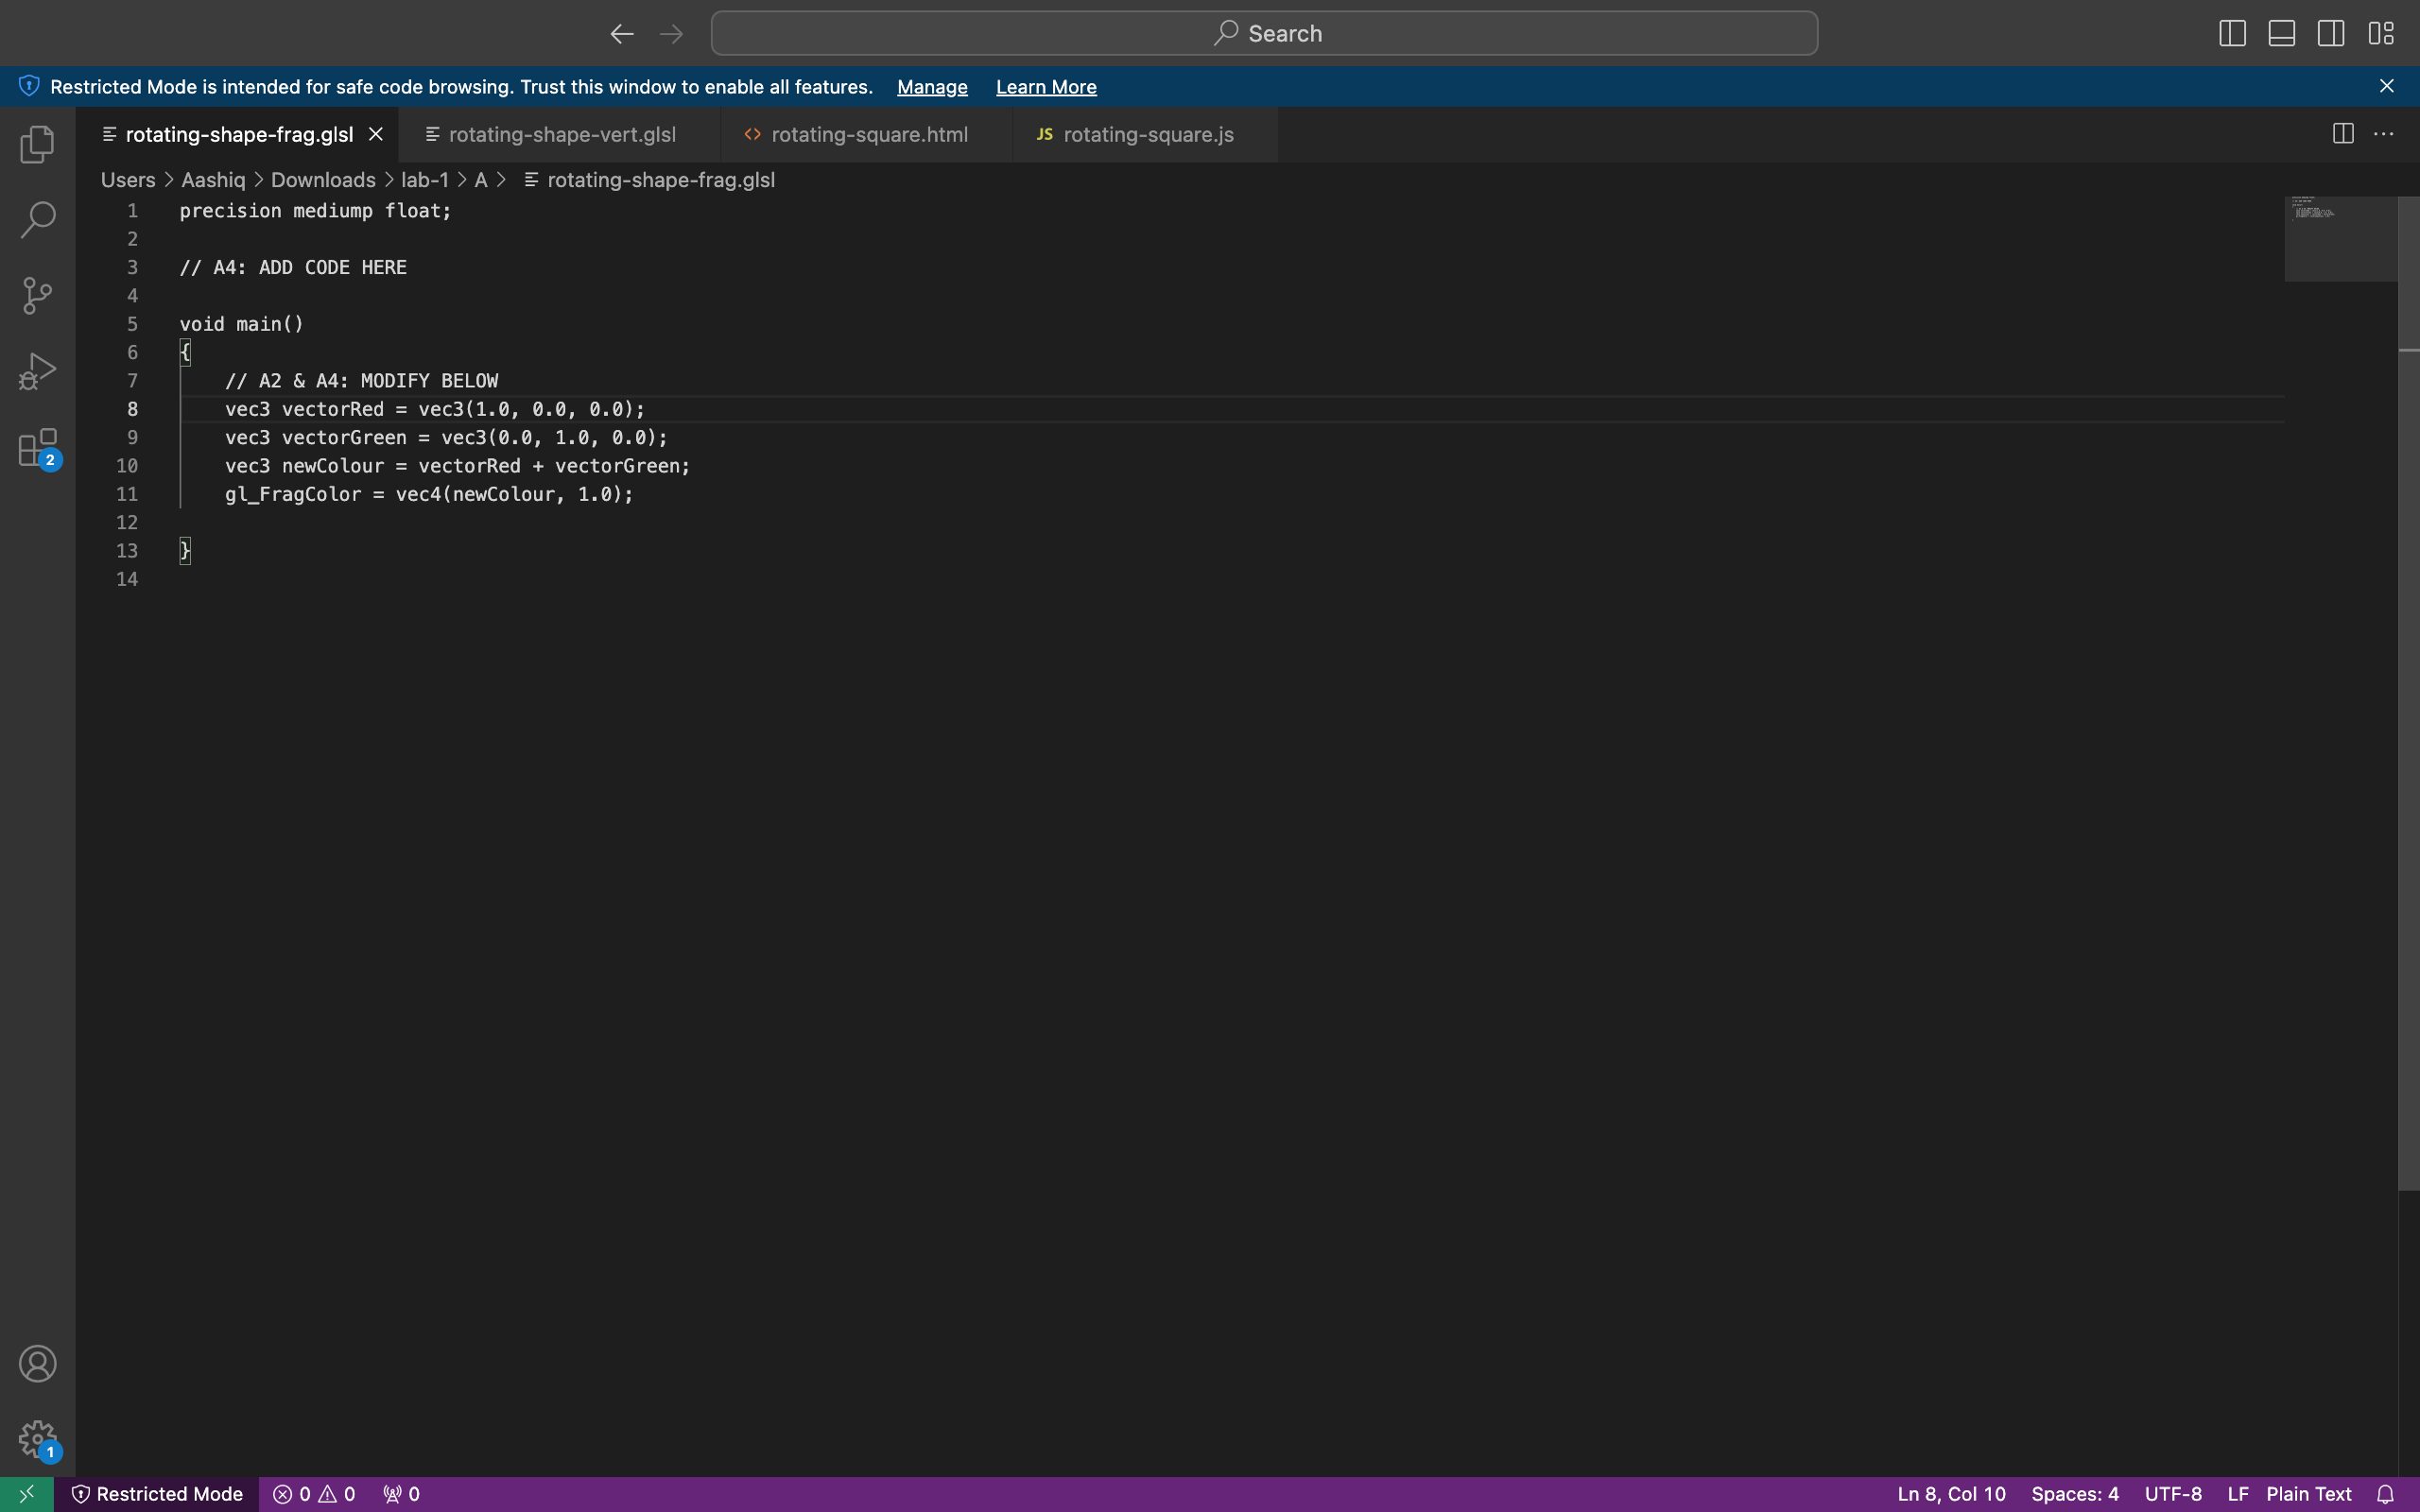 Search
Restricted Mode is intended for safe code browsing. Trust this window to enable all features. Manage Learn More
rotating-shape-frag.glsl rotating-shape-vert.glsl rotating-square.html JS rotating-square.js
Users > Aashiq > Downloads > lab-1 > A > rotating-shape-frag.glsl
1 precision mediump float;
2
3 // A4: ADD CODE HERE
4
5 void main()
6 {
7 // A2 & A4: MODIFY BELOW
8 vec3 vectorRed = vec3(1.0, 0.0, 0.0);
9 vec3 vectorGreen = vec3(0.0, 1.0, 0.0);
10 vec3 newColour = vectorRed + vectorGreen;
11 gl_FragColor = vec4(newColour, 1.0);
12
13 }
14
2
1
Restricted Mode 0 0 0 Ln 8, Col 10 Spaces: 4 UTF-8 LF Plain Text